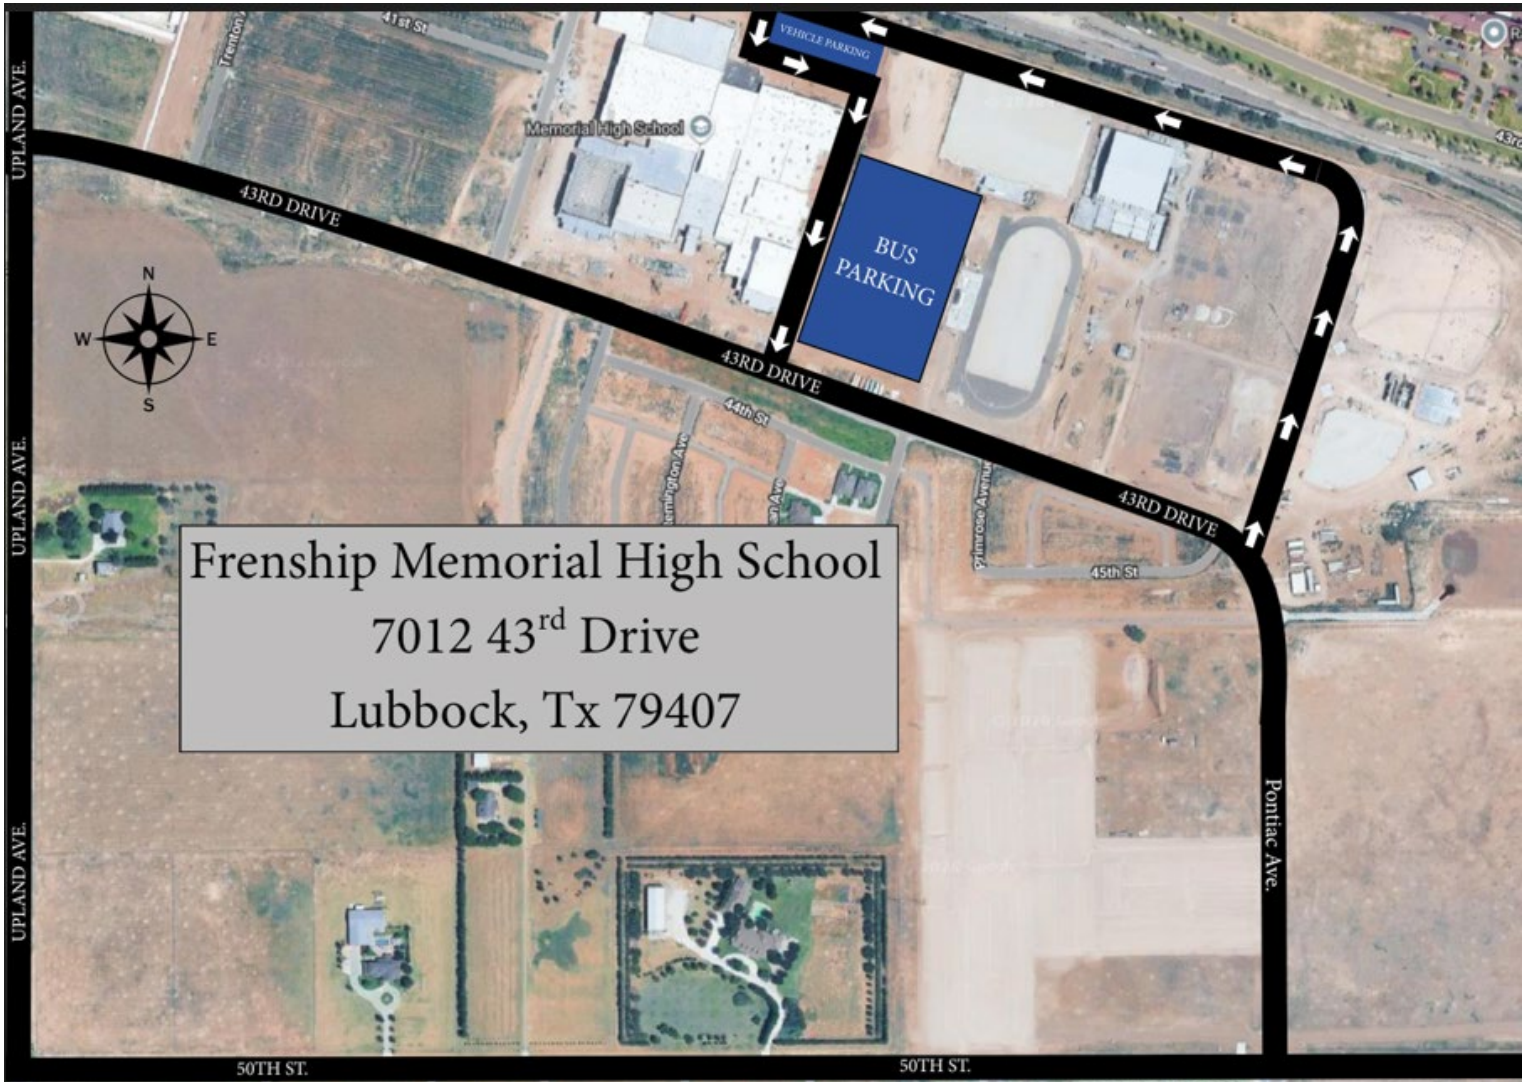 41st St
Trenton
VEHICLE PARKING
UPLAND AVE.
Memorial High School
43rd
43RD DRIVE
BUS
PARKING
N
W
E
S
43RD DRIVE
44th St
UPLAND AVE.
Primrose Avenue
43RD DRIVE
45th St
Frenship Memorial High School
7012 43rd Drive
Lubbock, Tx 79407
Pontiac Ave.
UPLAND AVE.
50TH ST.
50TH ST.